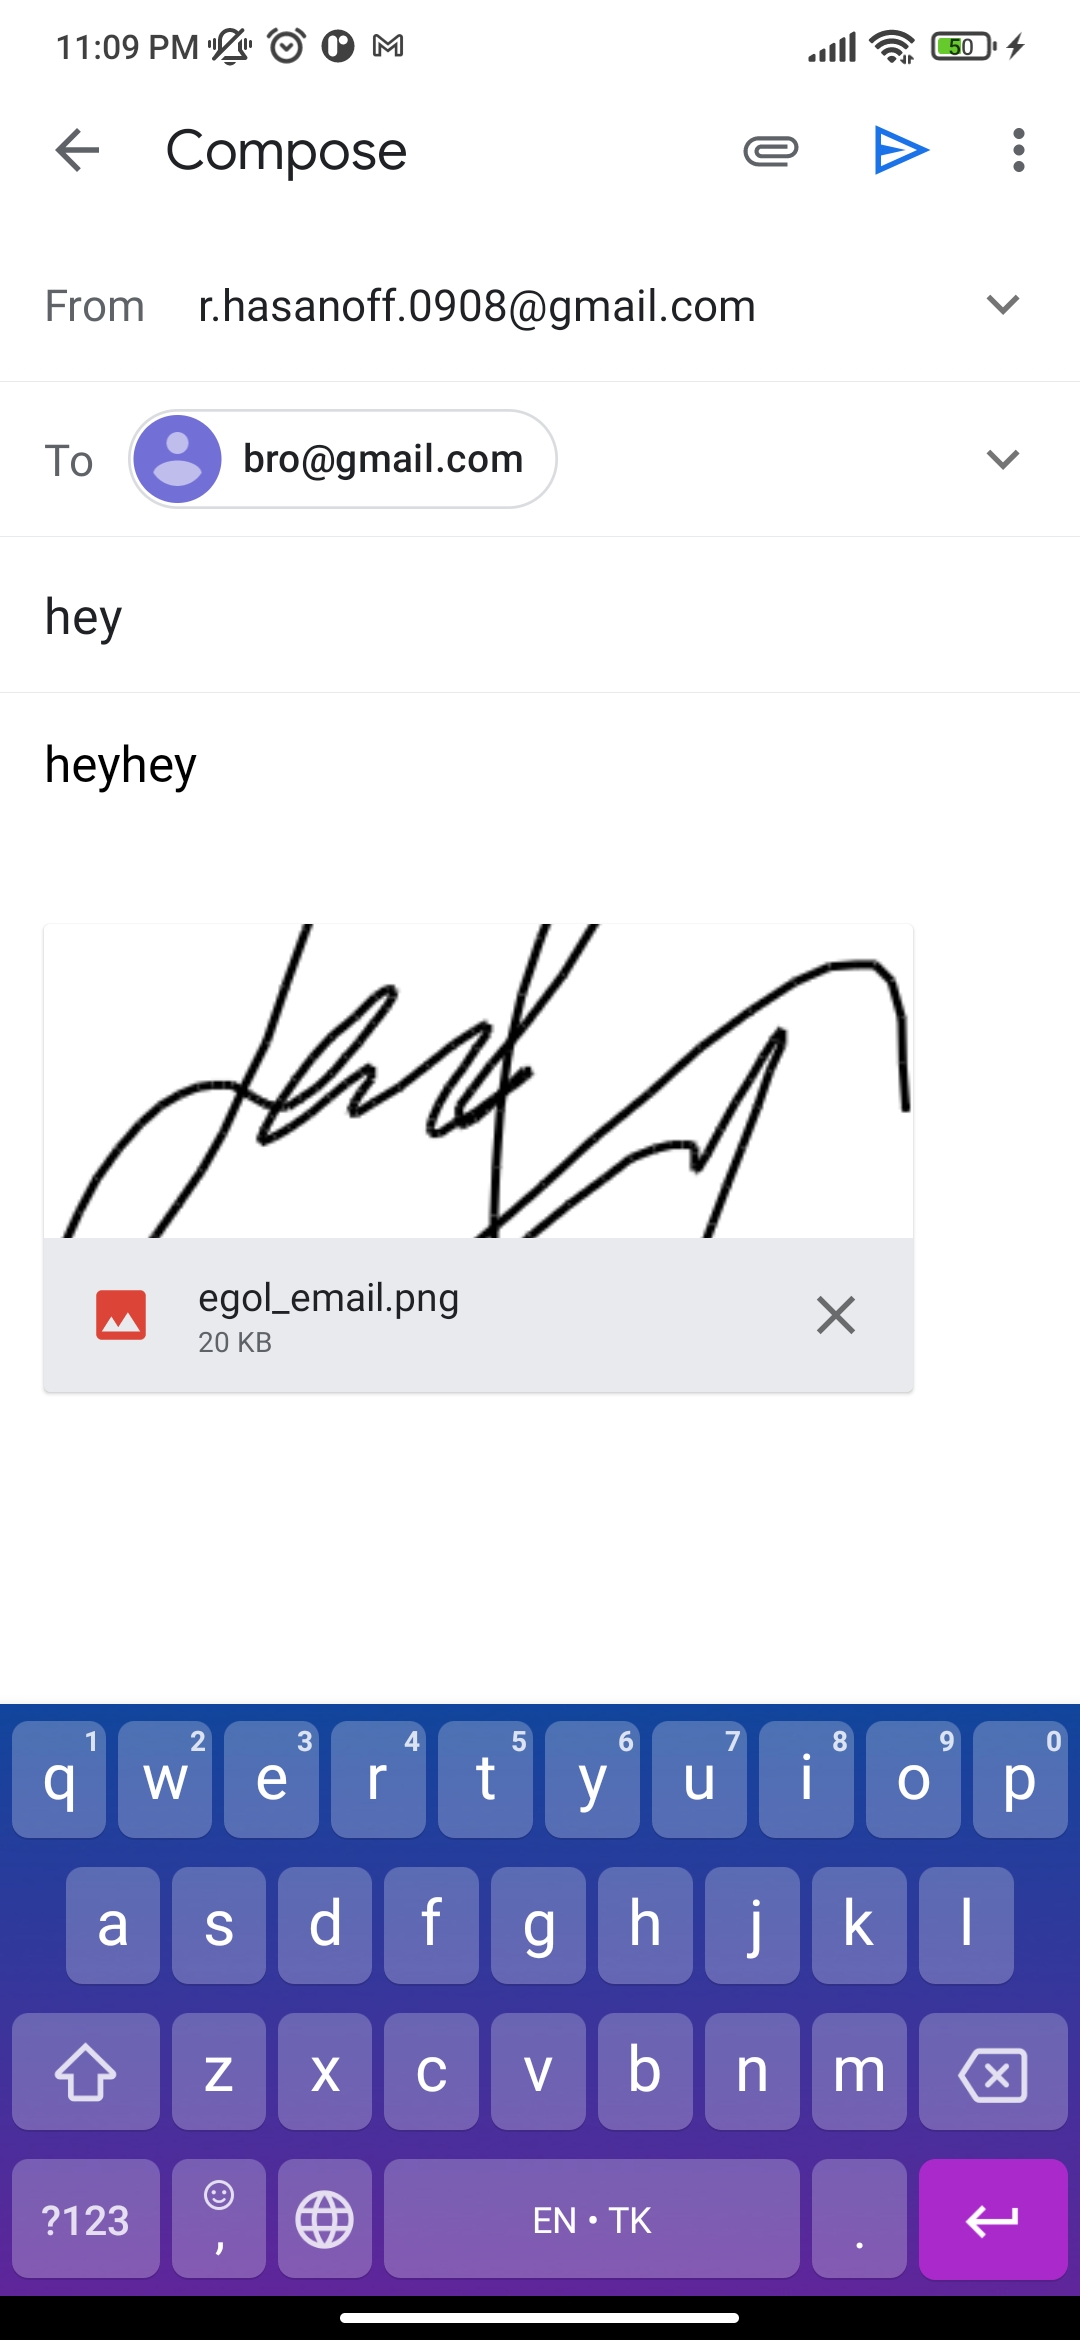 11:09 PM
50
Compose
From r.hasanoff.0908@gmail.com
To bro@gmail.com
hey
heyhey
egol_email.png
20 KB
1 2 3 4 5 6 7 8 9 0
q w e r t y u i o p
a s d f g h j k l
z x c v b n m
?123 , EN • TK .